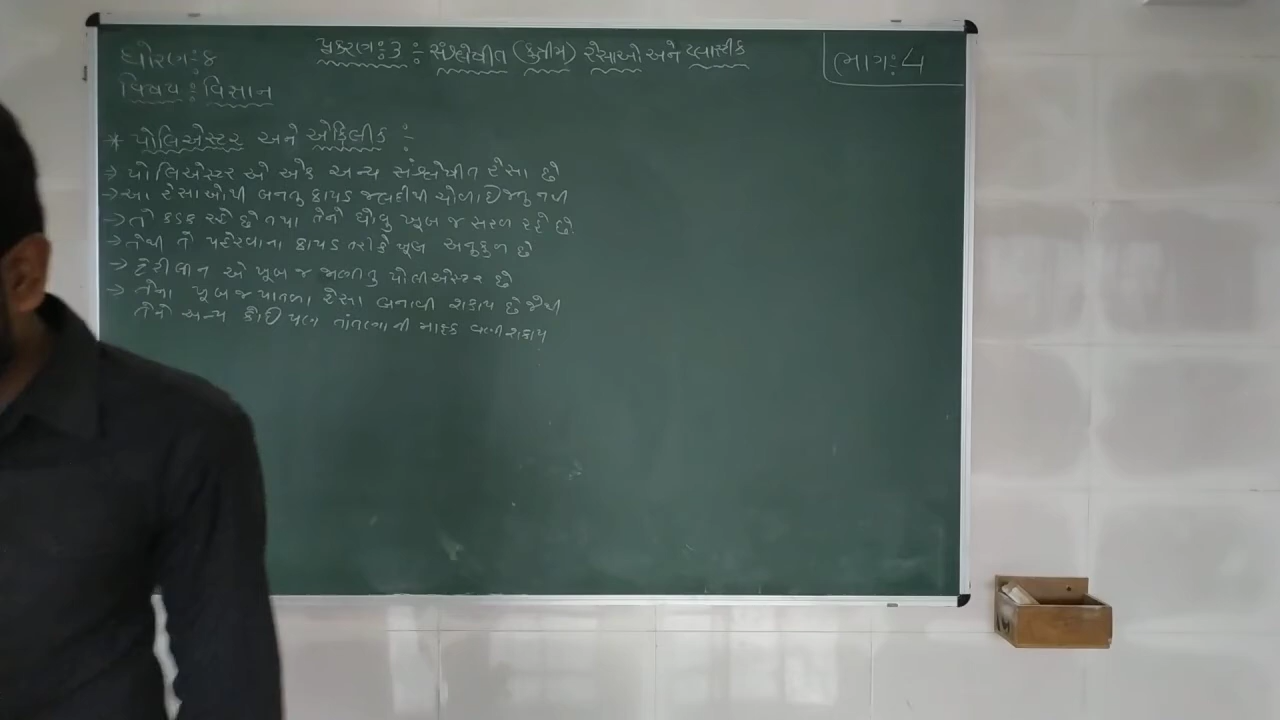 ધોરણ:૮
પ્રકરણ:3 :- સંશ્લેષીત (કૃત્રીમ) રેસાઓ અને પ્લાસ્ટીક
ભાગ:4
વિષય : વિજ્ઞાન
* પોલિએસ્ટર અને એક્રિલીક :-
→ પોલિએસ્ટર એ એક અન્ય સંશ્લેષીત રેસા છે
→ આ રેસાઓથી બનતુ કાપડ જલદીથી ચોળાઈ જતુ નથી
→ તે કડક રહે છે તથા તેને ધોવુ ખૂબ જ સરળ રહે છે.
→ તેથી તે પહેરવાના કાપડ તરીકે ખૂબ અનુકુળ છે
→ ટેરીલીન એ ખૂબ જ જાણીતુ પોલીએસ્ટર છે
→ તેના ખૂબ જ પાતળા રેસા બનાવી શકાય છે જેથી
તેને અન્ય કોઈ પણ તાંતણાની માફક વણી શકાય